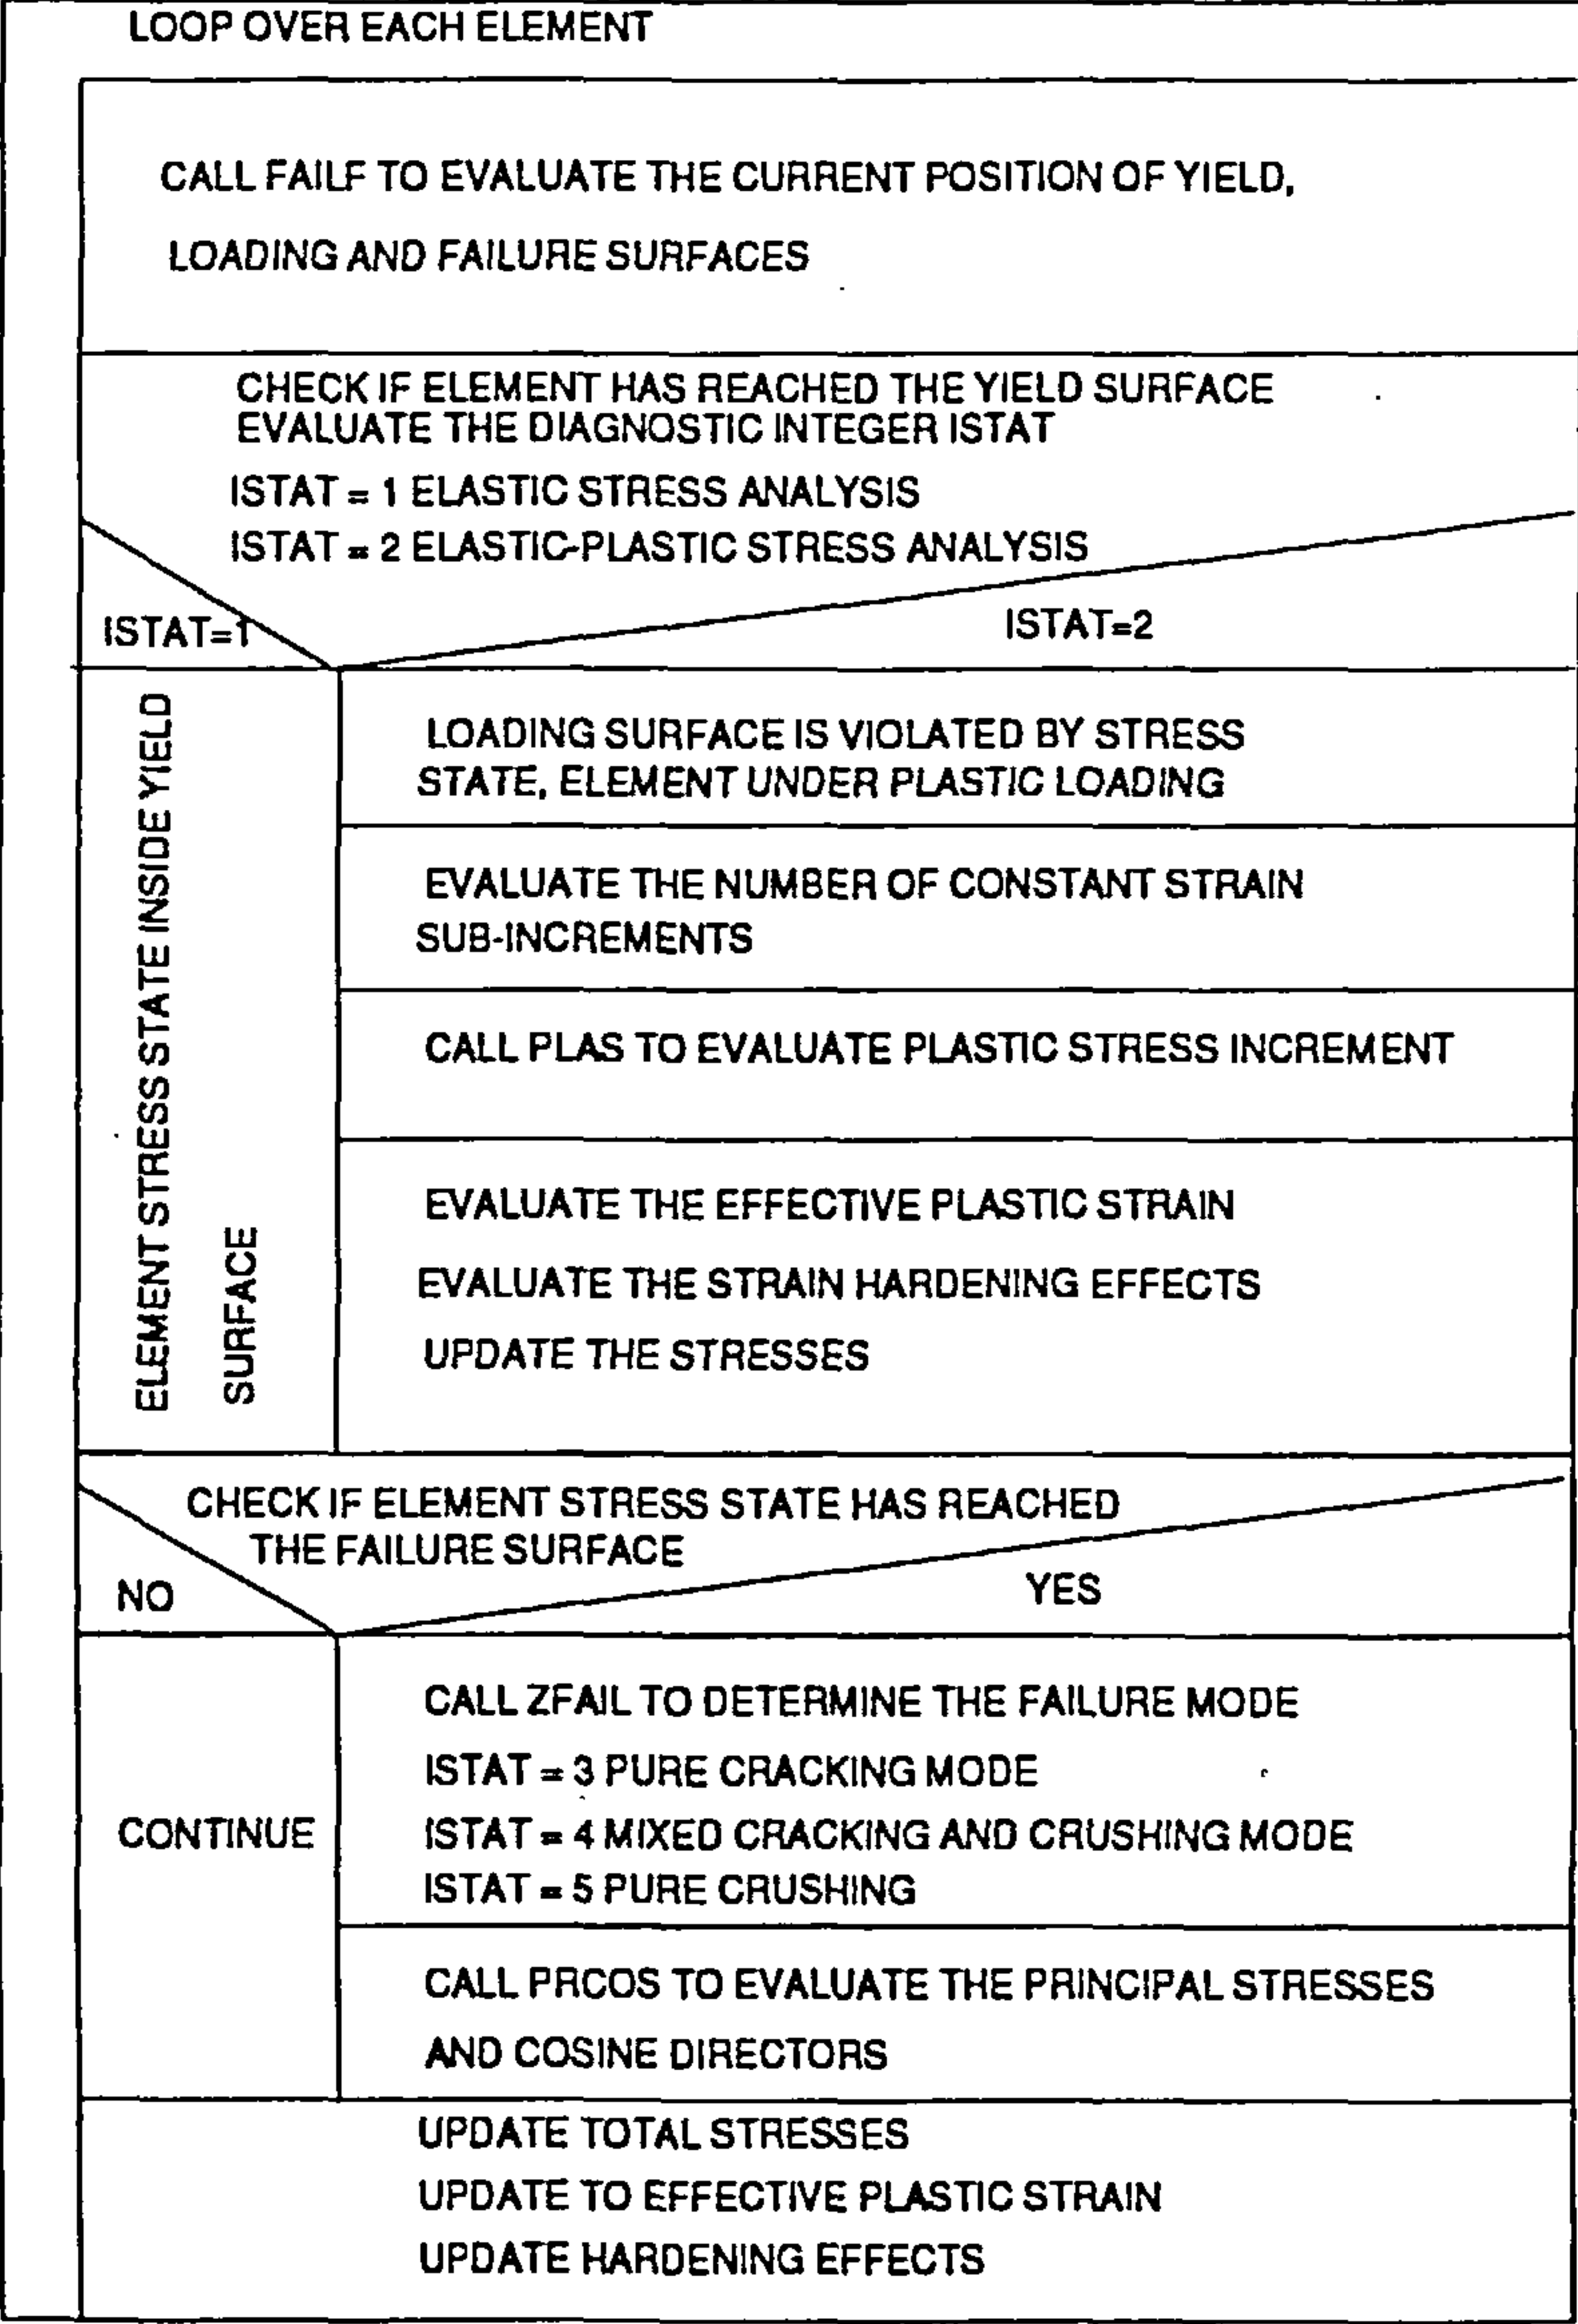 LOOP OVER EACH ELEMENT
CALL FAILF TO EVALUATE THE CURRENT POSITION OF YIELD,
LOADING AND FAILURE SURFACES
CHECK IF ELEMENT HAS REACHED THE YIELD SURFACE
EVALUATE THE DIAGNOSTIC INTEGER ISTAT
ISTAT = 1 ELASTIC STRESS ANALYSIS
ISTAT = 2 ELASTIC-PLASTIC STRESS ANALYSIS
ISTAT=1
ISTAT=2
ELEMENT STRESS STATE INSIDE YIELD
SURFACE
LOADING SURFACE IS VIOLATED BY STRESS
STATE, ELEMENT UNDER PLASTIC LOADING
EVALUATE THE NUMBER OF CONSTANT STRAIN
SUB-INCREMENTS
CALL PLAS TO EVALUATE PLASTIC STRESS INCREMENT
EVALUATE THE EFFECTIVE PLASTIC STRAIN
EVALUATE THE STRAIN HARDENING EFFECTS
UPDATE THE STRESSES
CHECK IF ELEMENT STRESS STATE HAS REACHED
THE FAILURE SURFACE
NO
YES
CONTINUE
CALL ZFAIL TO DETERMINE THE FAILURE MODE
ISTAT = 3 PURE CRACKING MODE
ISTAT = 4 MIXED CRACKING AND CRUSHING MODE
ISTAT = 5 PURE CRUSHING
CALL PRCOS TO EVALUATE THE PRINCIPAL STRESSES
AND COSINE DIRECTORS
UPDATE TOTAL STRESSES
UPDATE TO EFFECTIVE PLASTIC STRAIN
UPDATE HARDENING EFFECTS